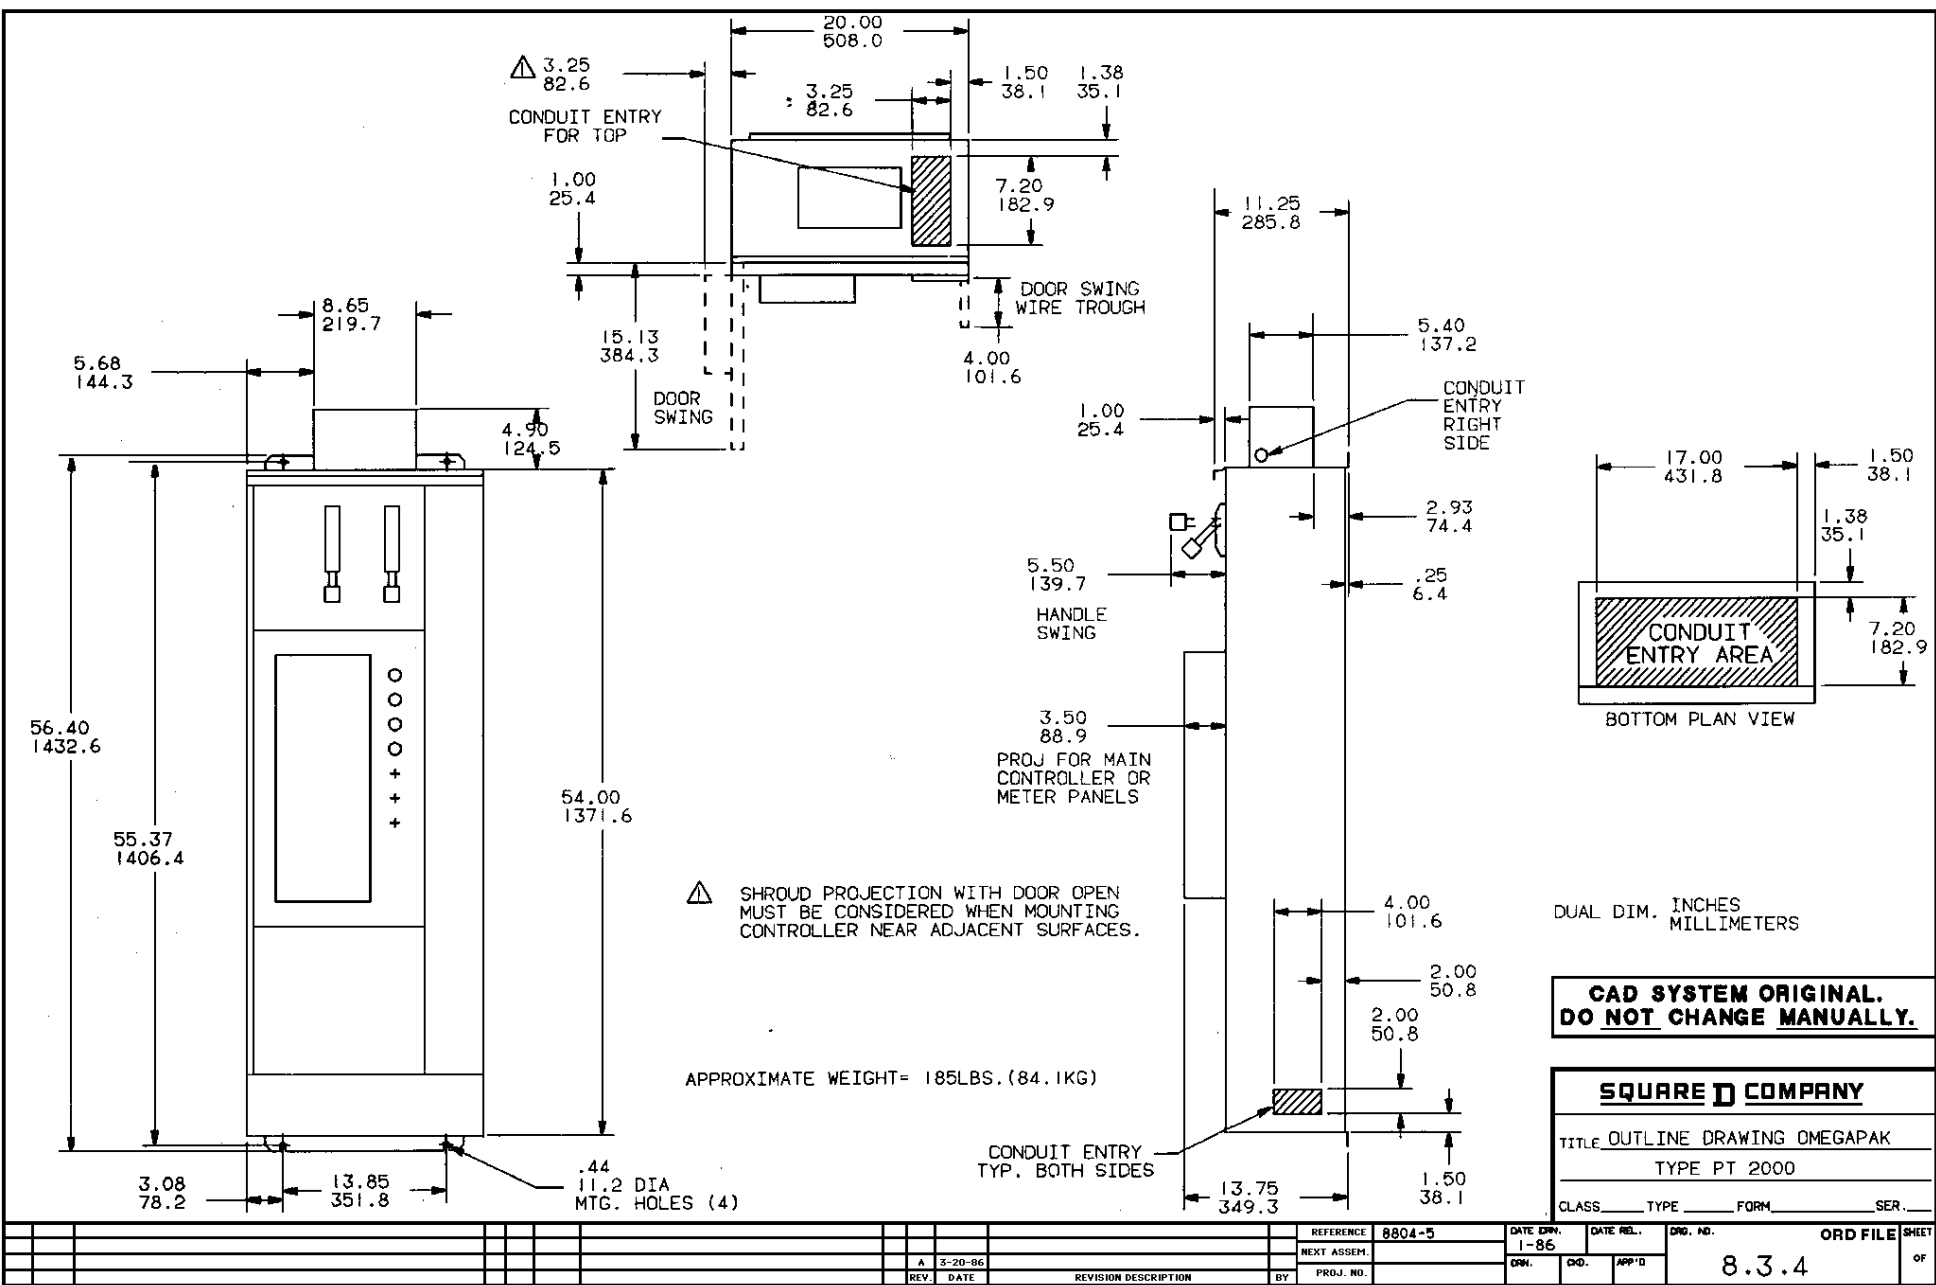 20.00
508.0
⚠ 3.25
82.6
CONDUIT ENTRY
FOR TOP
3.25
82.6
1.50
38.1
1.38
35.1
1.00
25.4
7.20
182.9
15.13
384.3
DOOR
SWING
DOOR SWING
WIRE TROUGH
4.00
101.6
8.65
219.7
5.68
144.3
4.90
124.5
56.40
1432.6
55.37
1406.4
54.00
1371.6
3.08
78.2
13.85
351.8
.44
11.2 DIA
MTG. HOLES (4)
11.25
285.8
5.40
137.2
1.00
25.4
CONDUIT
ENTRY
RIGHT
SIDE
2.93
74.4
5.50
139.7
HANDLE
SWING
.25
6.4
3.50
88.9
PROJ FOR MAIN
CONTROLLER OR
METER PANELS
4.00
101.6
2.00
50.8
2.00
50.8
CONDUIT ENTRY
TYP. BOTH SIDES
13.75
349.3
1.50
38.1
17.00
431.8
1.50
38.1
1.38
35.1
7.20
182.9
CONDUIT
ENTRY AREA
BOTTOM PLAN VIEW
1 SHROUD PROJECTION WITH DOOR OPEN
MUST BE CONSIDERED WHEN MOUNTING
CONTROLLER NEAR ADJACENT SURFACES.
APPROXIMATE WEIGHT= 185LBS.(84.1KG)
DUAL DIM. INCHES
MILLIMETERS
CAD SYSTEM ORIGINAL.
DO NOT CHANGE MANUALLY.
SQUARE D COMPANY
TITLE OUTLINE DRAWING OMEGAPAK
TYPE PT 2000
CLASS TYPE FORM SER.
A 3-20-86
REV. DATE REVISION DESCRIPTION BY
REFERENCE 8804-5
NEXT ASSEM.
PROJ. NO.
DATE DRN.
1-86
DATE REL.
DRN. CKD. APP'D
DRG. NO.
8.3.4
ORD FILE
SHEET
OF